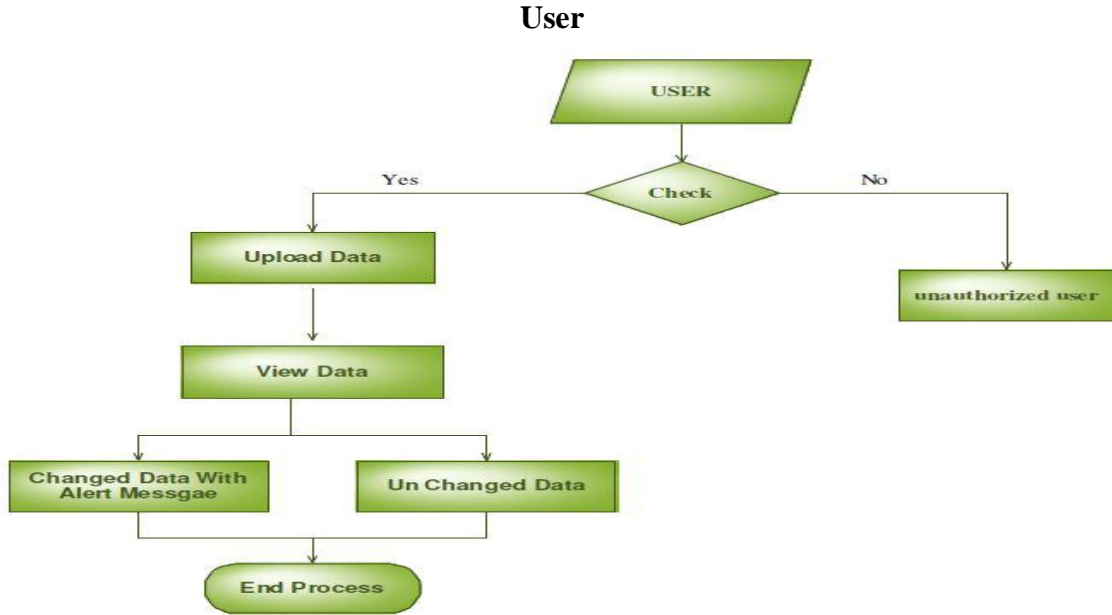 User
USER
Check
Yes
No
Upload Data
unauthorized user
View Data
Changed Data With
Alert Messgae
Un Changed Data
End Process